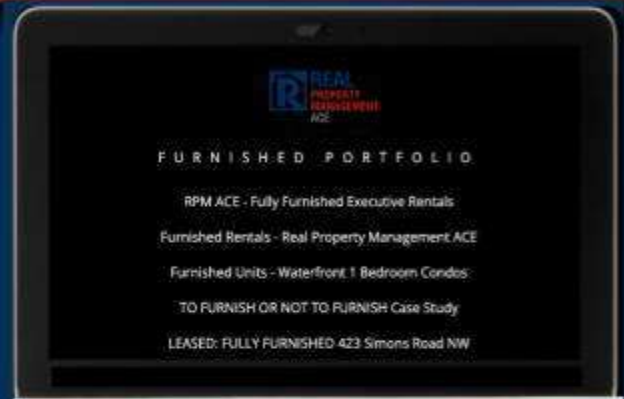 R REAL
PROPERTY
MANAGEMENT
ACE
FURNISHED PORTFOLIO
RPM ACE - Fully Furnished Executive Rentals
Furnished Rentals - Real Property Management ACE
Furnished Units - Waterfront 1 Bedroom Condos
TO FURNISH OR NOT TO FURNISH Case Study
LEASED: FULLY FURNISHED 423 Simons Road NW